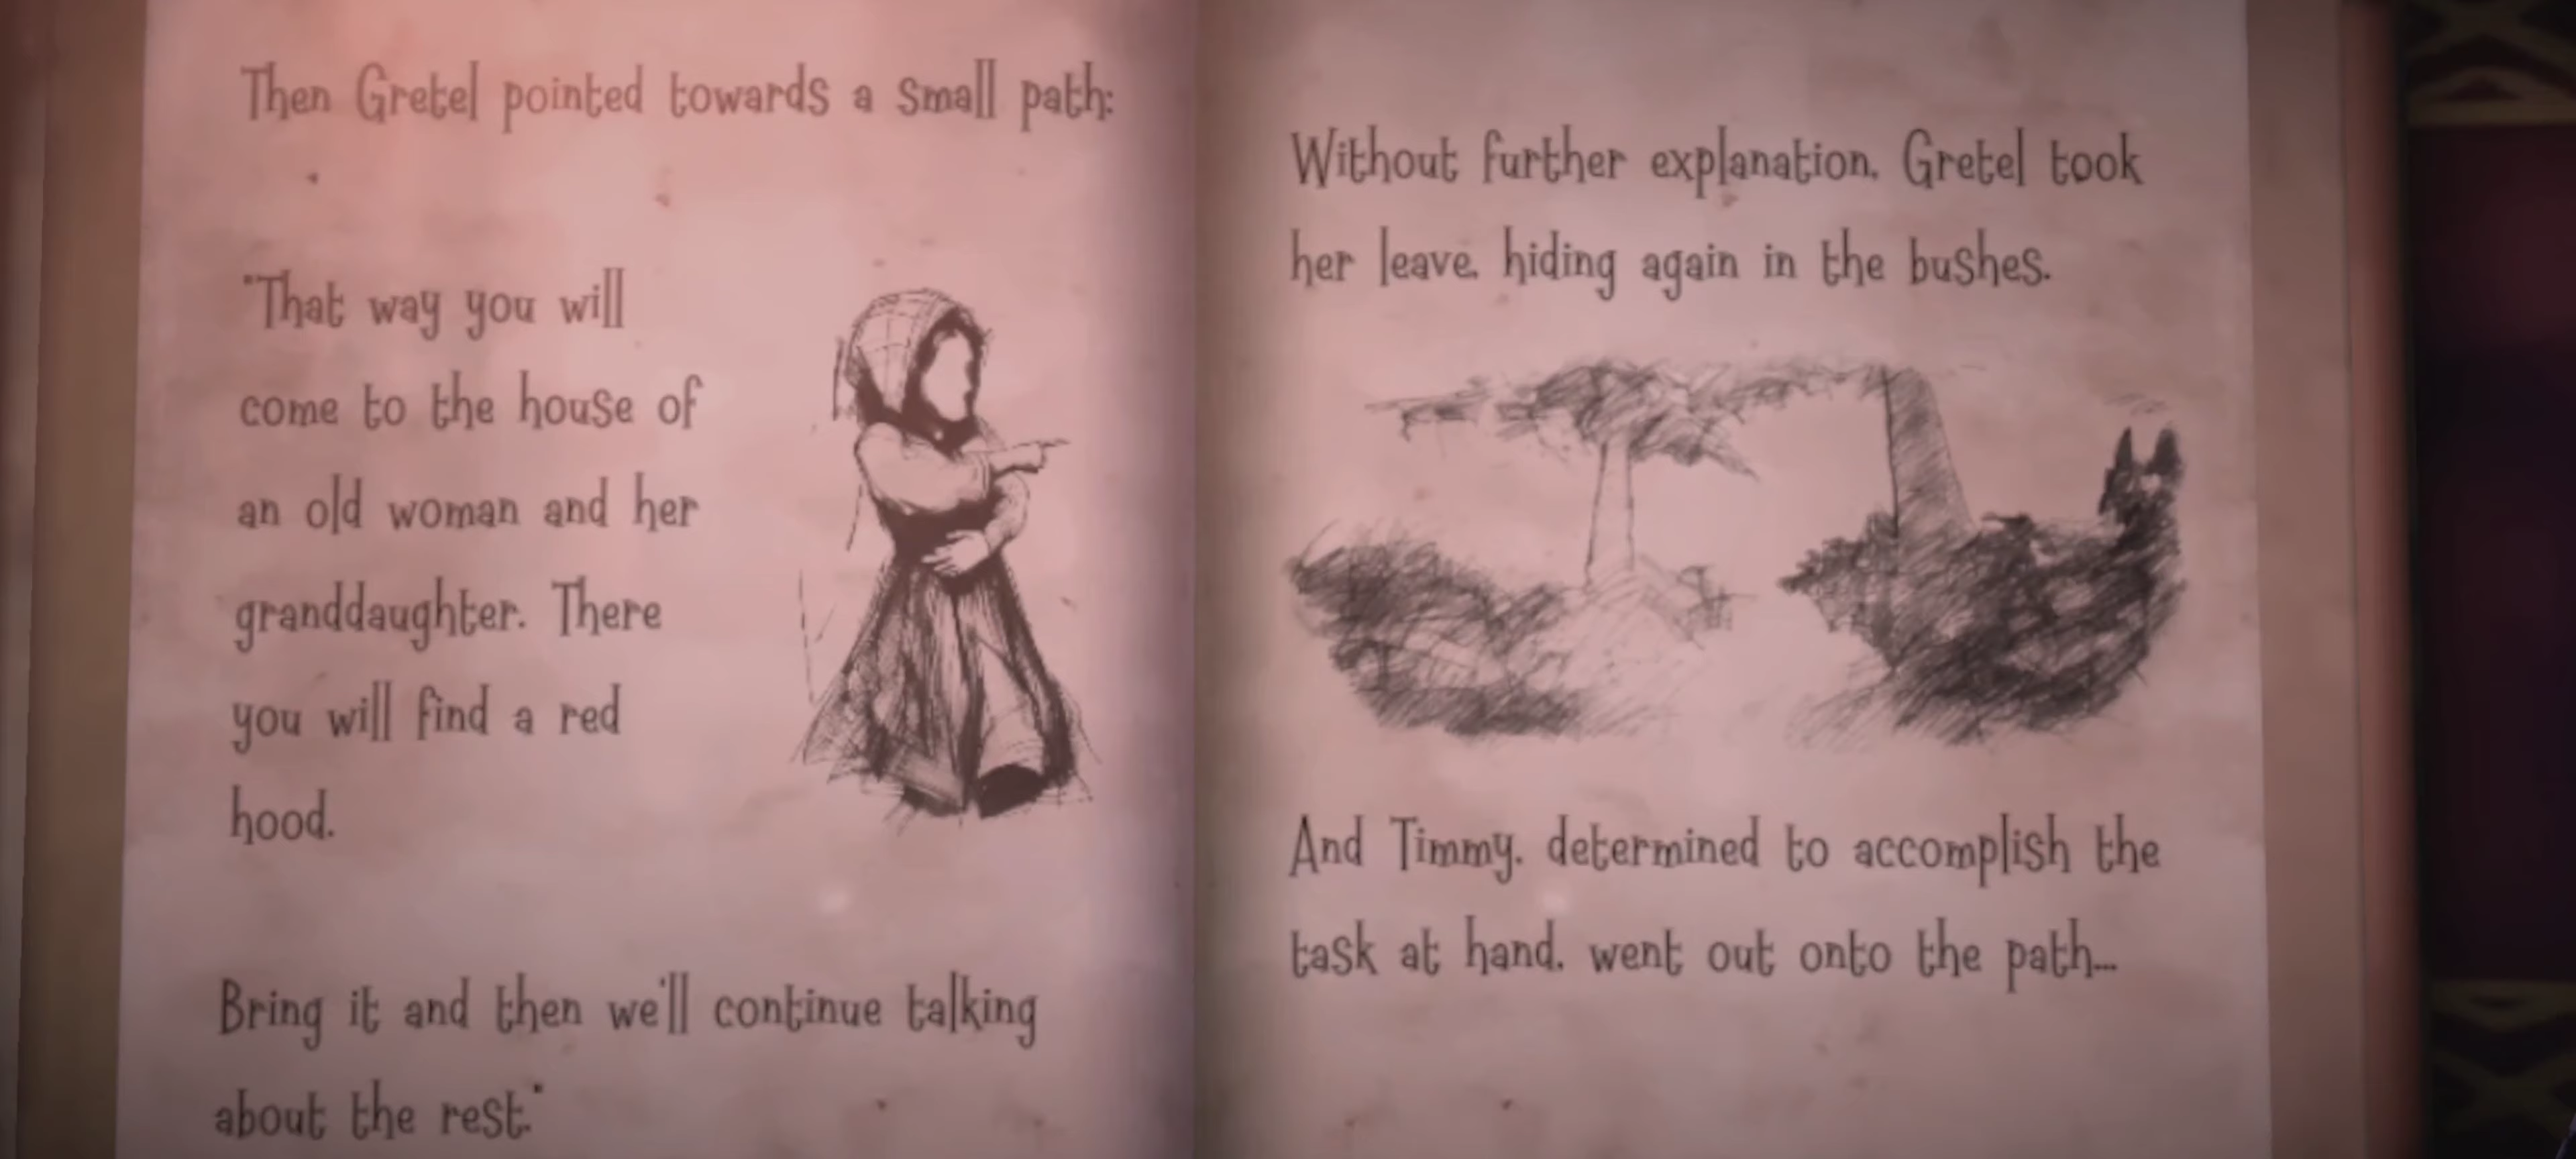 Then Gretel pointed towards a small path:
"That way you will
come to the house of
an old woman and her
granddaughter. There
you will find a red
hood.
Bring it and then we'll continue talking
about the rest."
Without further explanation, Gretel took
her leave, hiding again in the bushes.
And Timmy, determined to accomplish the
task at hand, went out onto the path...